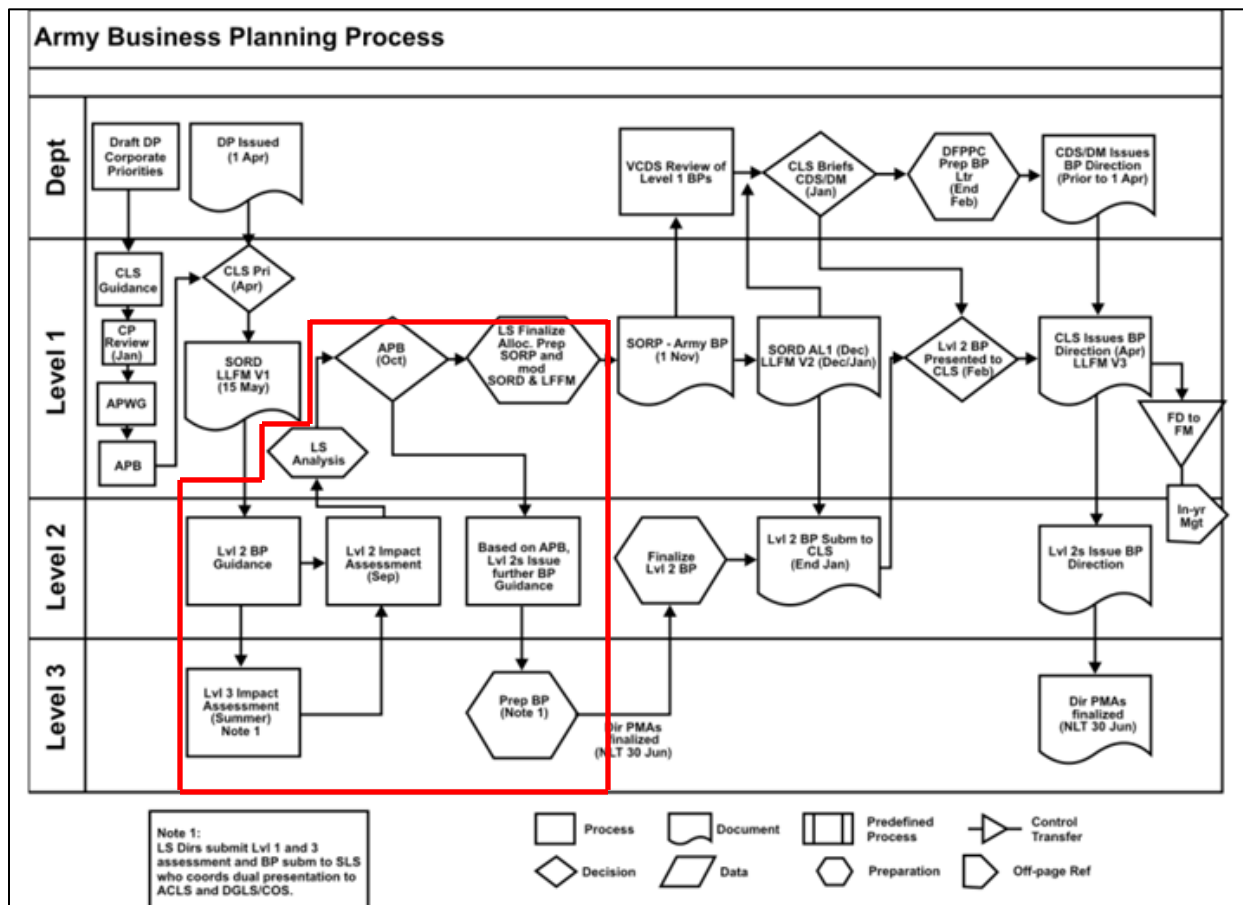 Army Business Planning Process
Dept
Draft DP
Corporate
Priorities
DP Issued
(1 Apr)
VCDS Review of
Level 1 BPs
CLS Briefs
CDS/DM
(Jan)
DFPPC
Prep BP
Ltr
(End
Feb)
CDS/DM Issues
BP Direction
(Prior to 1 Apr)
Level 1
CLS
Guidance
CP
Review
(Jan)
APWG
APB
CLS Pri
(Apr)
SORD
LLFM V1
(15 May)
LS
Analysis
APB
(Oct)
LS Finalize
Alloc. Prep
SORP and
mod
SORD & LFFM
SORP - Army BP
(1 Nov)
SORD AL1 (Dec)
LLFM V2 (Dec/Jan)
Lvl 2 BP
Presented to
CLS (Feb)
CLS Issues BP
Direction (Apr)
LLFM V3
FD to
FM
Level 2
Lvl 2 BP
Guidance
Lvl 2 Impact
Assessment
(Sep)
Based on APB,
Lvl 2s Issue
further BP
Guidance
Finalize
Lvl 2 BP
Lvl 2 BP Subm to
CLS
(End Jan)
Lvl 2s Issue BP
Direction
In-yr
Mgt
Level 3
Lvl 3 Impact
Assessment
(Summer)
Note 1
Prep BP
(Note 1)
Dir PMAs
finalized
(NLT 30 Jun)
Dir PMAs
finalized
(NLT 30 Jun)
Note 1:
LS Dirs submit Lvl 1 and 3
assessment and BP subm to SLS
who coords dual presentation to
ACLS and DGLS/COS.
Process
Document
Predefined
Process
Control
Transfer
Decision
Data
Preparation
Off-page Ref